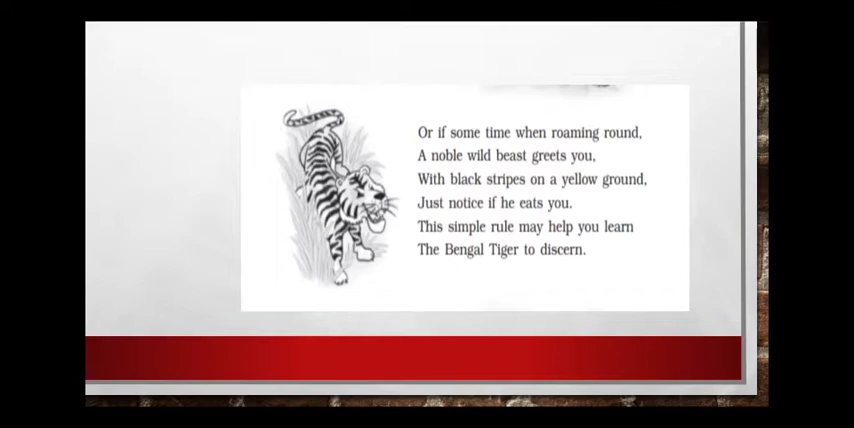 Or if some time when roaming round,
A noble wild beast greets you,
With black stripes on a yellow ground,
Just notice if he eats you.
This simple rule may help you learn
The Bengal Tiger to discern.